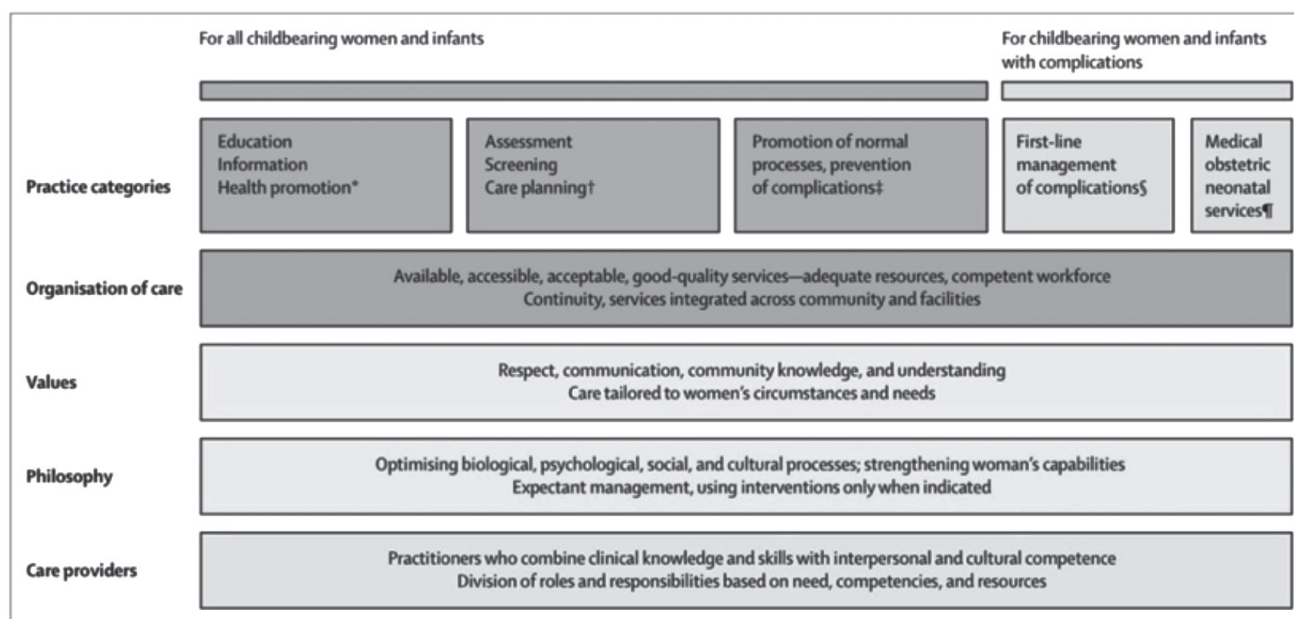 For all childbearing women and infants
For childbearing women and infants
with complications
Practice categories
Education
Information
Health promotion*
Assessment
Screening
Care planning†
Promotion of normal
processes, prevention
of complications‡
First-line
management
of complications§
Medical
obstetric
neonatal
services¶
Organisation of care
Available, accessible, acceptable, good-quality services—adequate resources, competent workforce
Continuity, services integrated across community and facilities
Values
Respect, communication, community knowledge, and understanding
Care tailored to women's circumstances and needs
Philosophy
Optimising biological, psychological, social, and cultural processes; strengthening woman's capabilities
Expectant management, using interventions only when indicated
Care providers
Practitioners who combine clinical knowledge and skills with interpersonal and cultural competence
Division of roles and responsibilities based on need, competencies, and resources